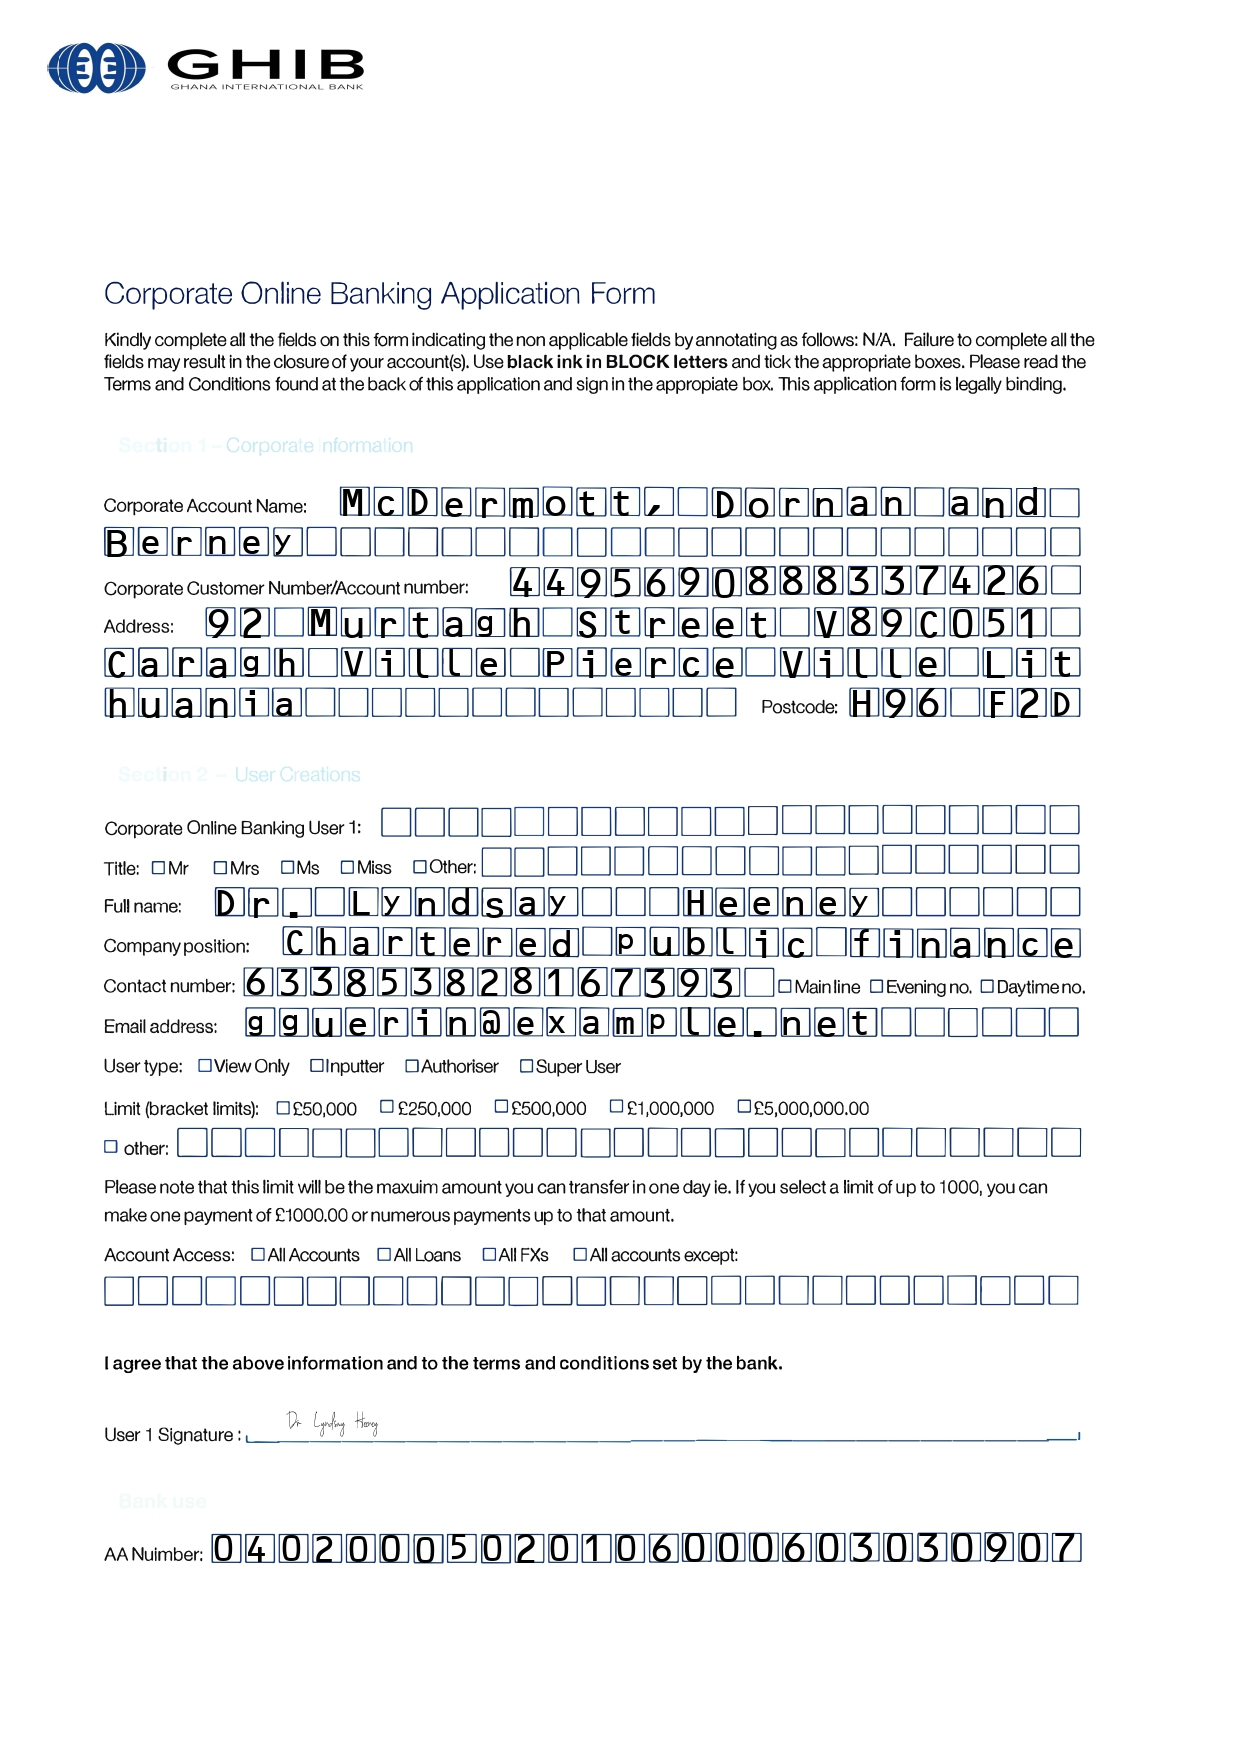 GHIB
GHANA INTERNATIONAL BANK
Corporate Online Banking Application Form
Kindly complete all the fields on this form indicating the non applicable fields by annotating as follows: N/A. Failure to complete all the
fields may result in the closure of your account(s). Use black ink in BLOCK letters and tick the appropriate boxes. Please read the
Terms and Conditions found at the back of this application and sign in the appropiate box. This application form is legally binding.
Section 1 – Corporate Information
Corporate Account Name: McDermott, Dornan and
Berney
Corporate Customer Number/Account number: 4495690888337426
Address: 92 Murtagh Street V89C051
Caragh Ville Pierce Ville Lit
huania Postcode: H96 F2D
Section 2 – User Creations
Corporate Online Banking User 1:
Title: Mr Mrs Ms Miss Other:
Full name: Dr. Lyndsay Heeney
Company position: Chartered public finance
Contact number: 633853828167393 Main line Evening no. Daytime no.
Email address: gguerin@example.net
User type: View Only Inputter Authoriser Super User
Limit (bracket limits): £50,000 £250,000 £500,000 £1,000,000 £5,000,000.00
other:
Please note that this limit will be the maxuim amount you can transfer in one day ie. If you select a limit of up to 1000, you can
make one payment of £1000.00 or numerous payments up to that amount.
Account Access: All Accounts All Loans All FXs All accounts except:
I agree that the above information and to the terms and conditions set by the bank.
User 1 Signature : Dr Lyndsay Heeney
Bank use
AA Nuimber: 04020005020106000603030907